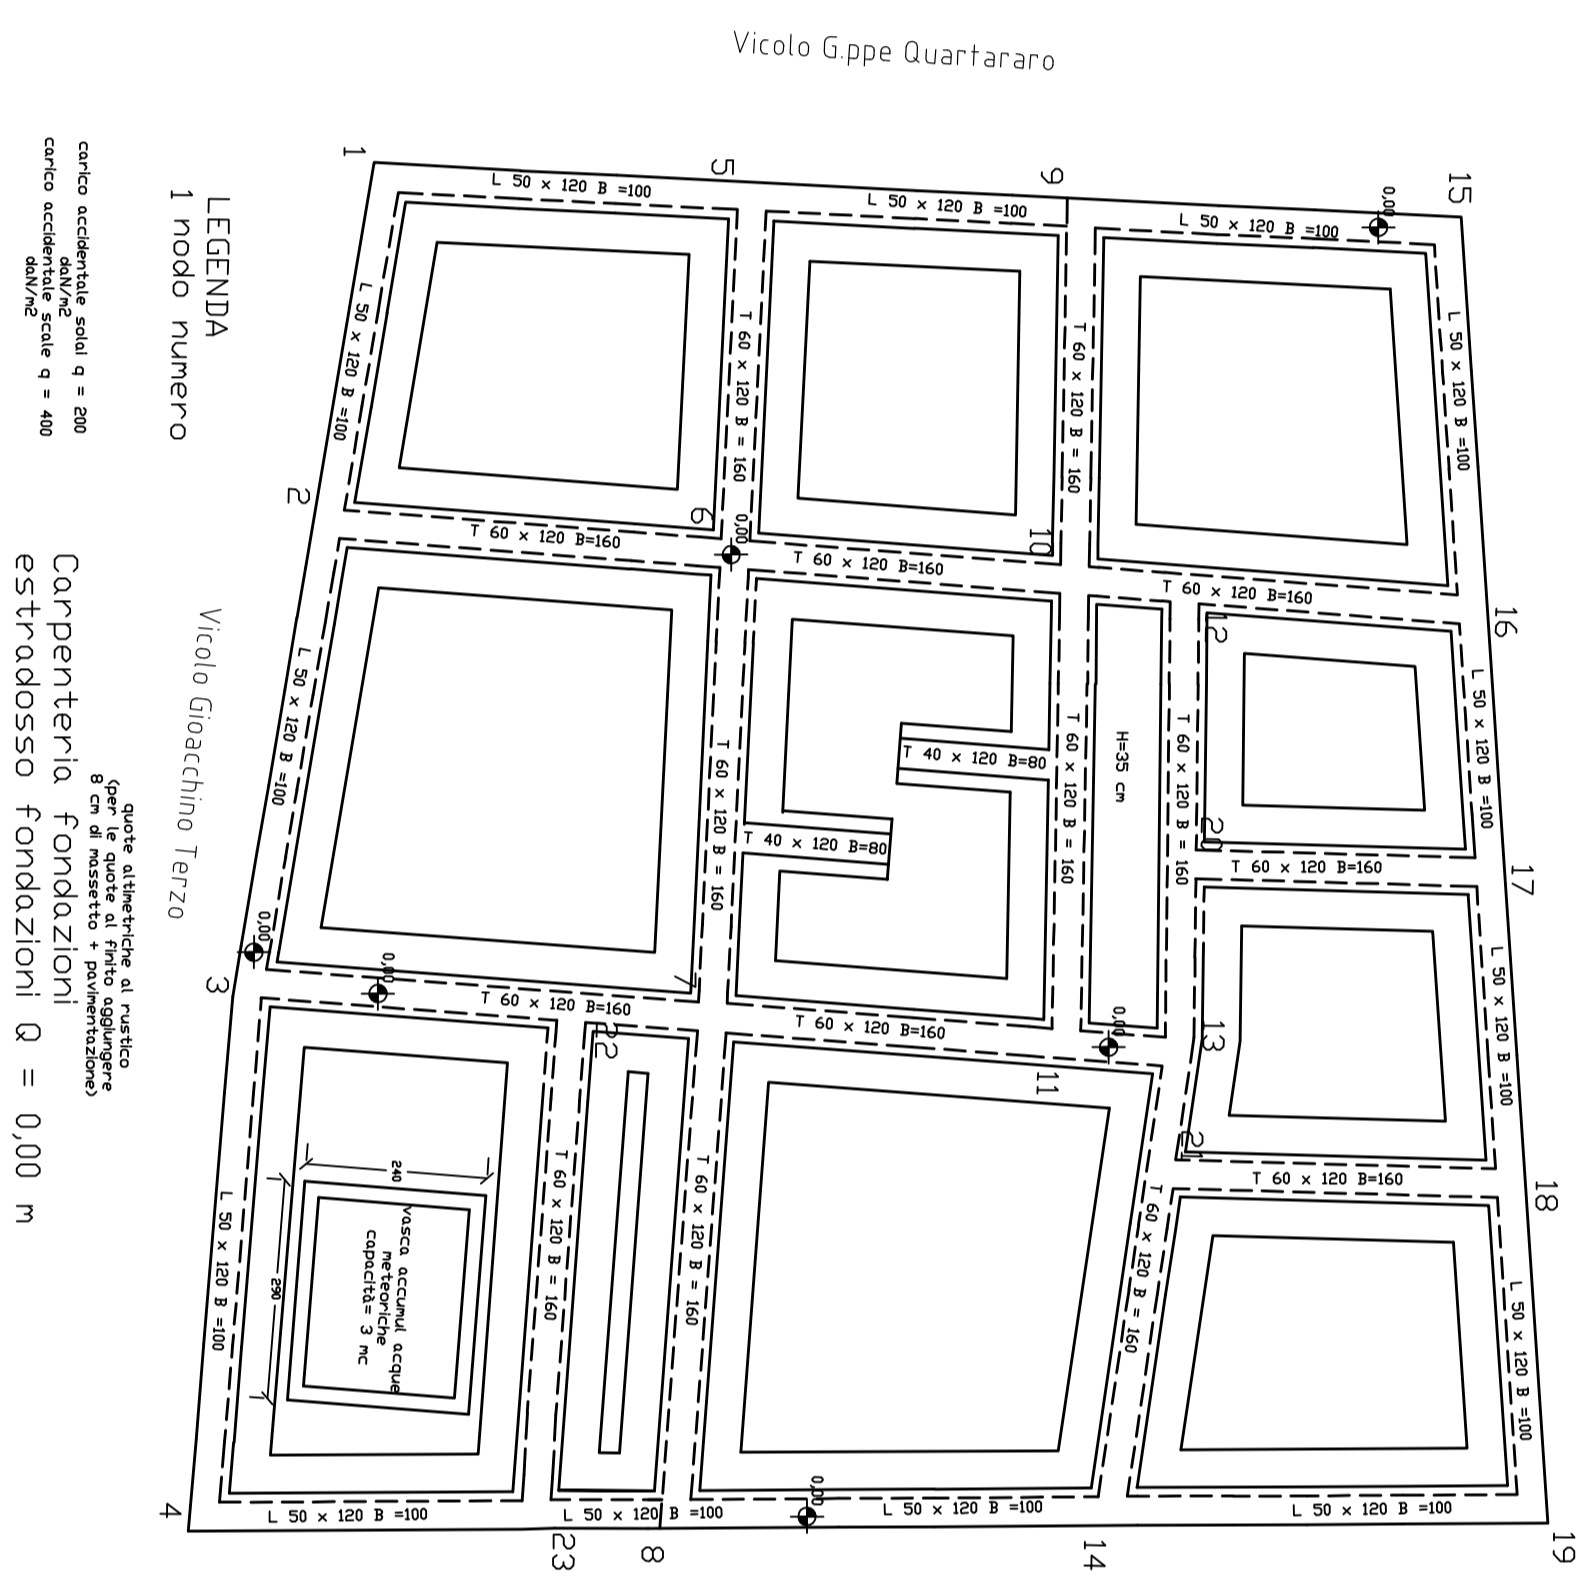 Vicolo G.ppe Quartararo
1
5
9
15
0,00
L 50 x 120 B =100
L 50 x 120 B =100
L 50 x 120 B =100
L 50 x 120 B =100
T 60 x 120 B = 160
T 60 x 120 B = 160
L 50 x 120 B =100
LEGENDA
1 nodo numero
carico accidentale solai q = 200
daN/m2
carico accidentale scale q = 400
daN/m2
2
6
0,00
10
16
T 60 x 120 B=160
T 60 x 120 B=160
T 60 x 120 B=160
12
L 50 x 120 B =100
T 60 x 120 B = 160
T 40 x 120 B=80
T 40 x 120 B=80
T 60 x 120 B = 160
H=35 cm
T 60 x 120 B = 160
L 50 x 120 B =100
20
T 60 x 120 B=160
17
Vicolo Gioacchino Terzo
Carpenteria fondazioni
estradosso fondazioni Q = 0,00 m
quote altimetriche al rustico
(per le quote al finito aggiungere
8 cm di massetto + pavimentazione)
3
0,00
0,00
7
T 60 x 120 B=160
22
T 60 x 120 B=160
0,00
11
13
L 50 x 120 B =100
21
T 60 x 120 B=160
18
L 50 x 120 B =100
240
290
vasca accumul acque
meteoriche
capacità= 3 mc
T 60 x 120 B = 160
T 60 x 120 B = 160
T 60 x 120 B = 160
L 50 x 120 B =100
4
L 50 x 120 B =100
L 50 x 120 B =100
0,00
L 50 x 120 B =100
L 50 x 120 B =100
23
8
14
19